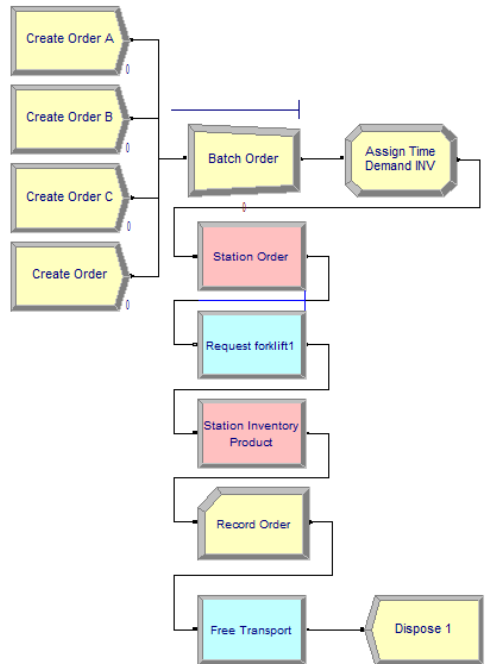 Create Order A
0
Create Order B
0
Create Order C
0
Create Order
0
Batch Order
0
Assign Time
Demand INV
Station Order
Request forklift1
Station Inventory
Product
Record Order
Free Transport
Dispose 1